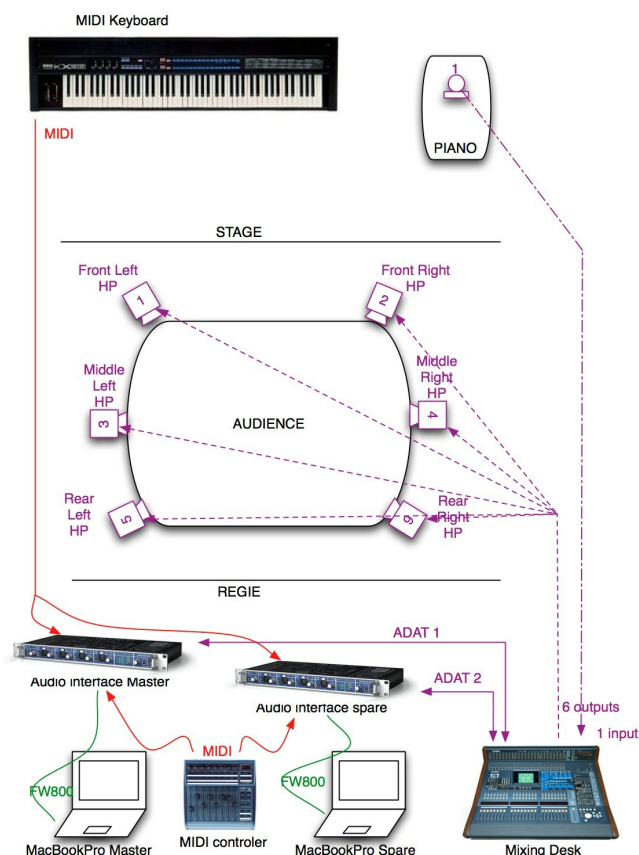 MIDI Keyboard
MIDI
1
PIANO
STAGE
Front Left
HP
Front Right
HP
1
2
Middle
Left
HP
Middle
Right
HP
3
4
AUDIENCE
Rear
Left
HP
Rear
Right
HP
5
6
REGIE
ADAT 1
ADAT 2
Audio Interface Master
Audio Interface spare
6 outputs
1 input
MIDI
FW800
FW800
MacBookPro Master
MIDI controler
MacBookPro Spare
Mixing Desk